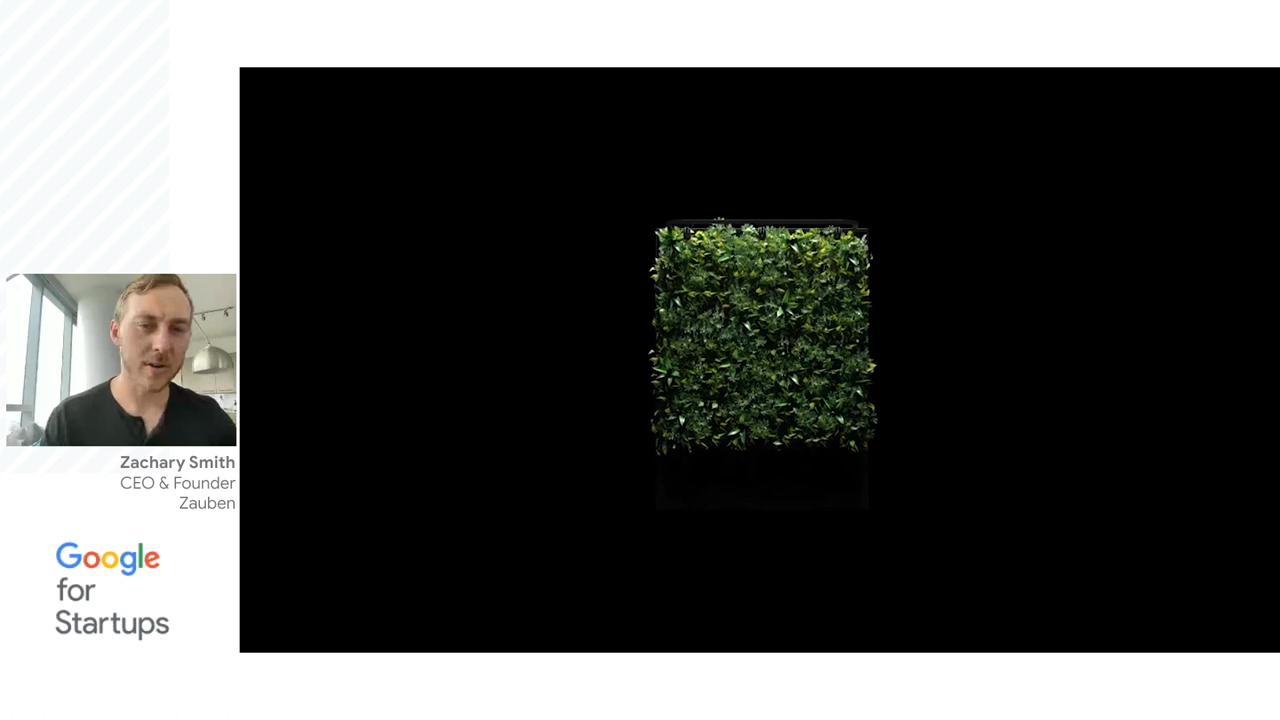 Zachary Smith
CEO & Founder
Zauben
Google
for
Startups